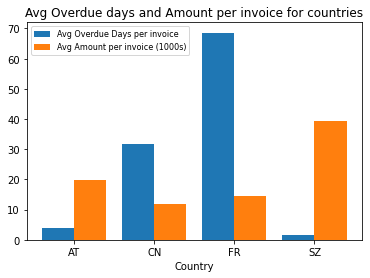 Avg Overdue days and Amount per invoice for countries
Avg Overdue Days per invoice
Avg Amount per invoice (1000s)
70
60
50
40
30
20
10
0
AT CN FR SZ
Country